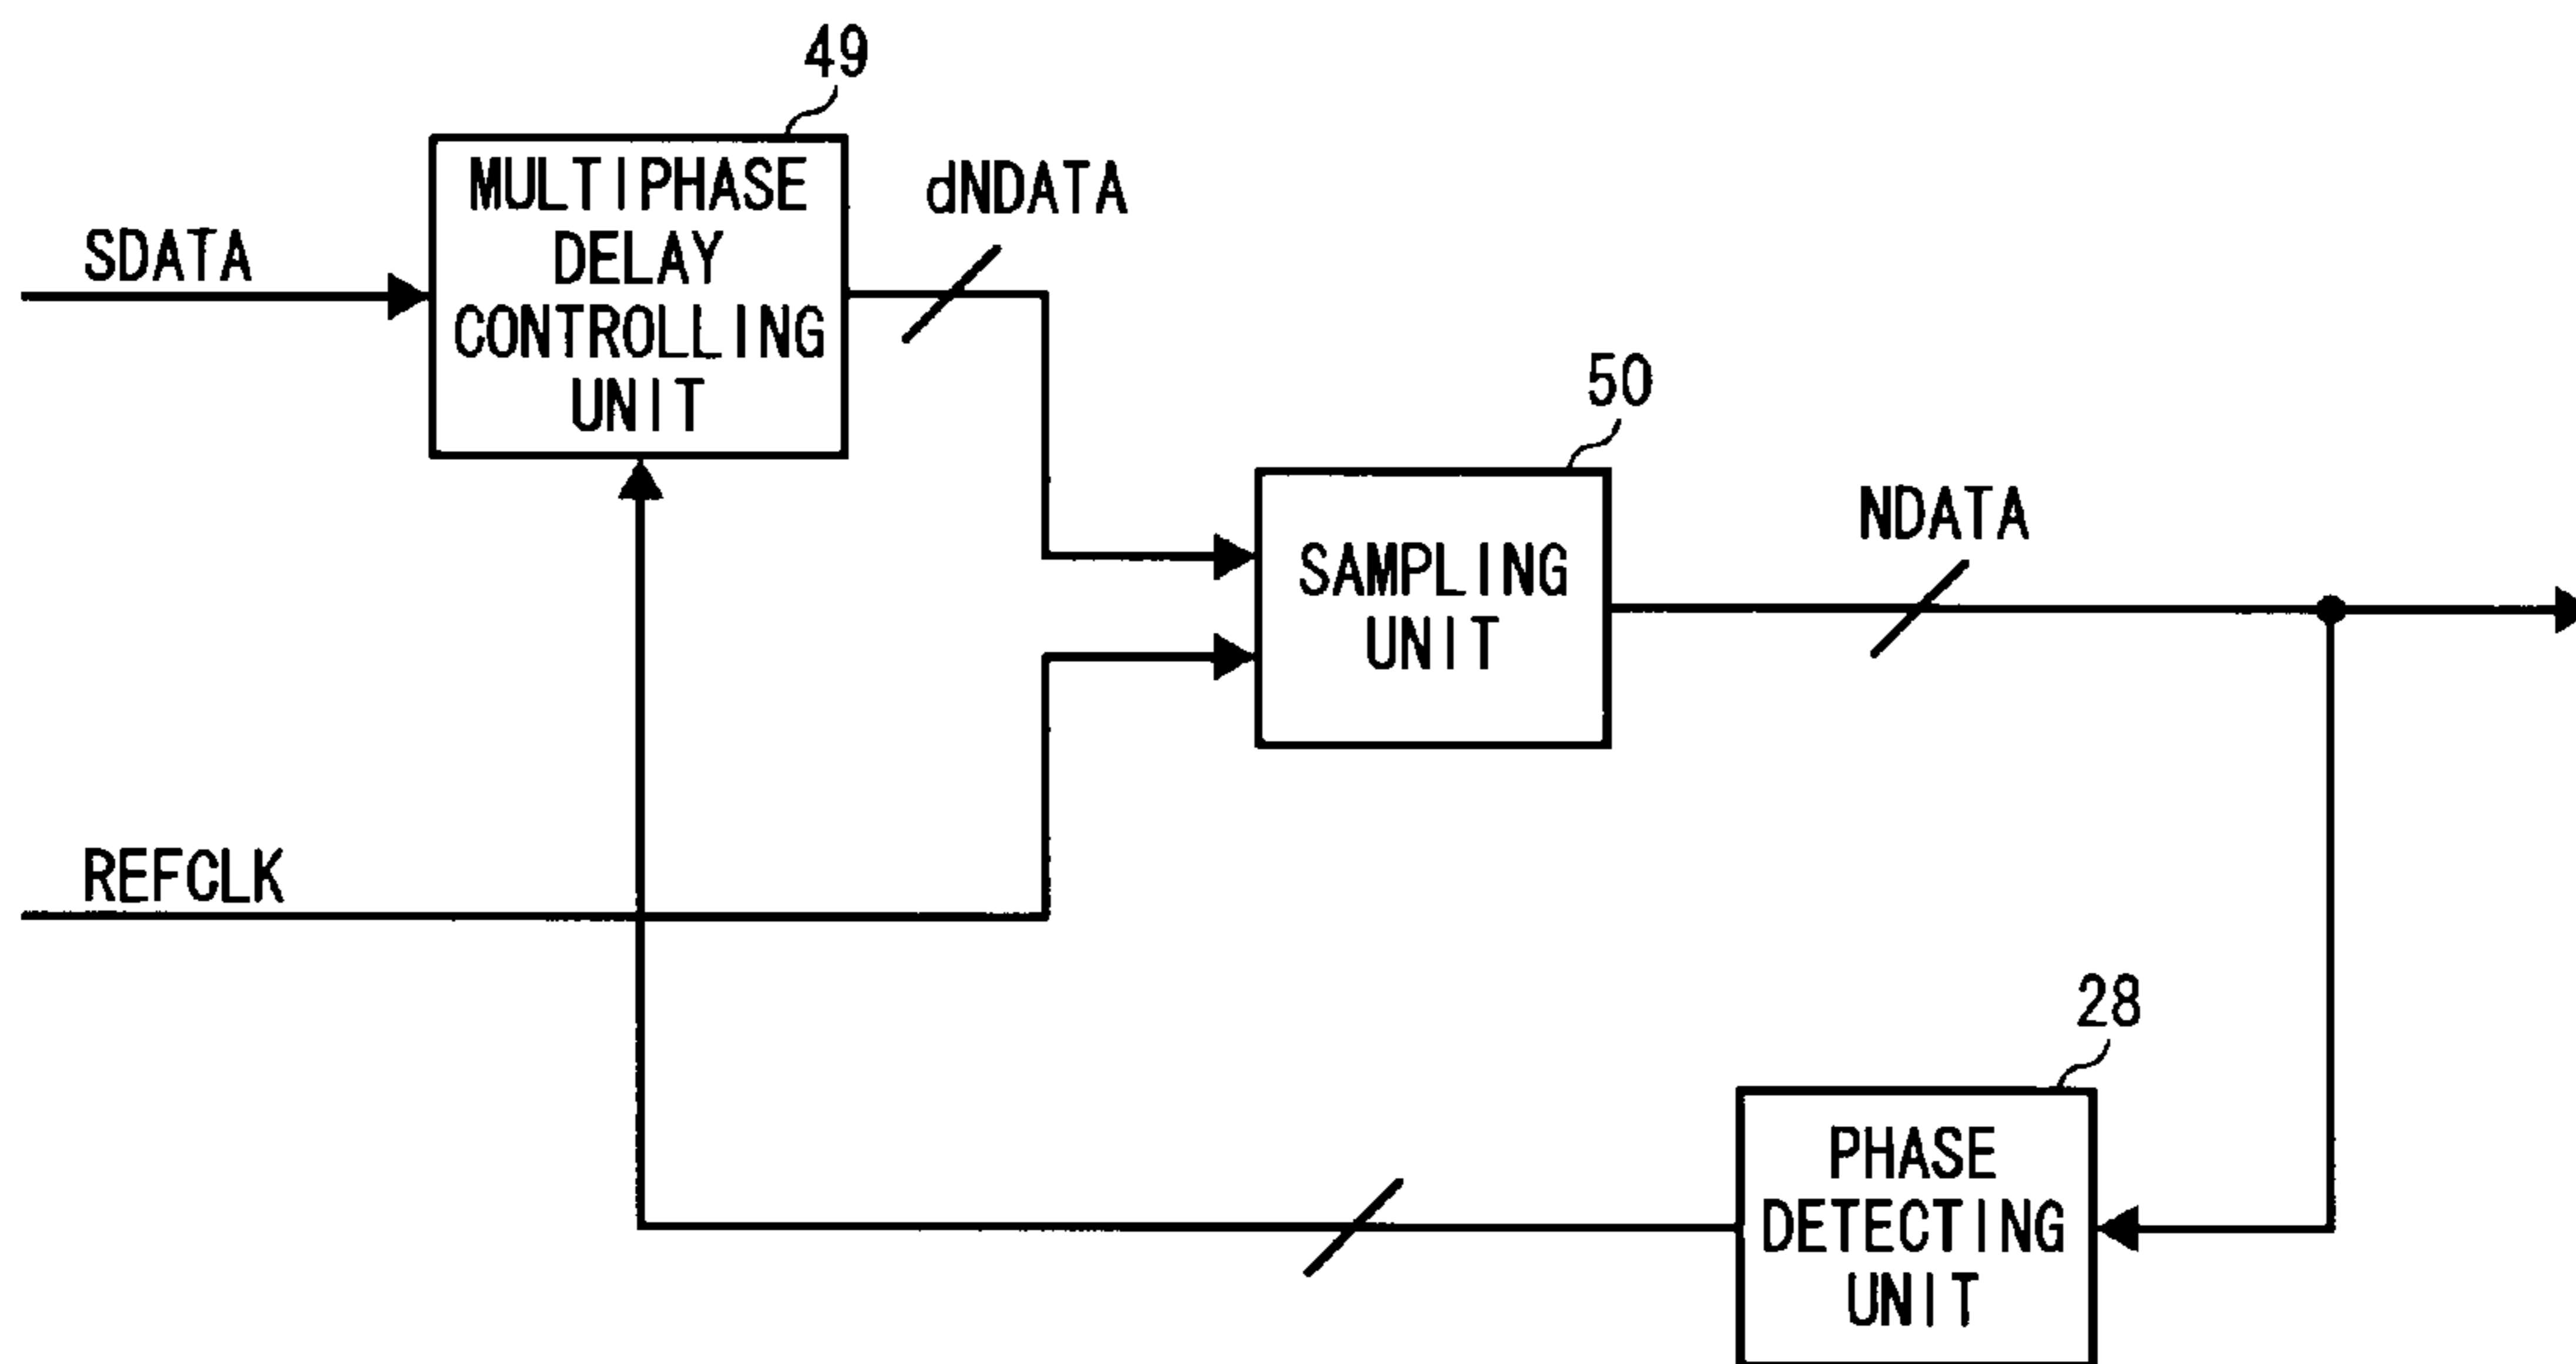 49
MULTIPHASE
DELAY
CONTROLLING
UNIT
dNDATA
SDATA
50
SAMPLING
UNIT
NDATA
REFCLK
28
PHASE
DETECTING
UNIT